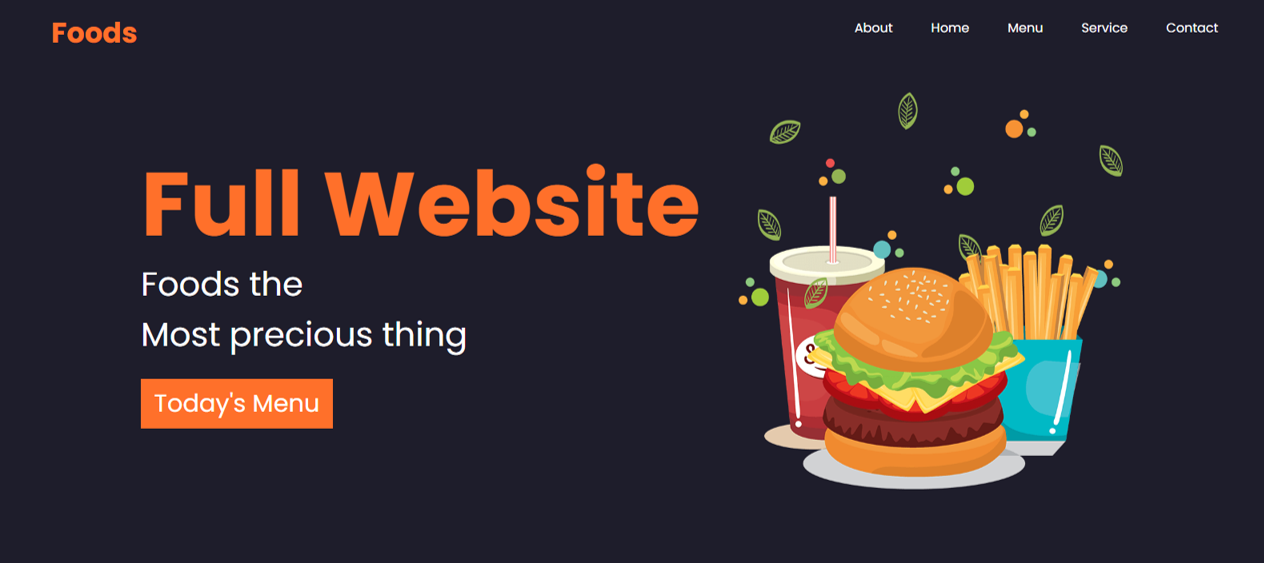 Foods
About Home Menu Service Contact
Full Website
Foods the
Most precious thing
Today's Menu